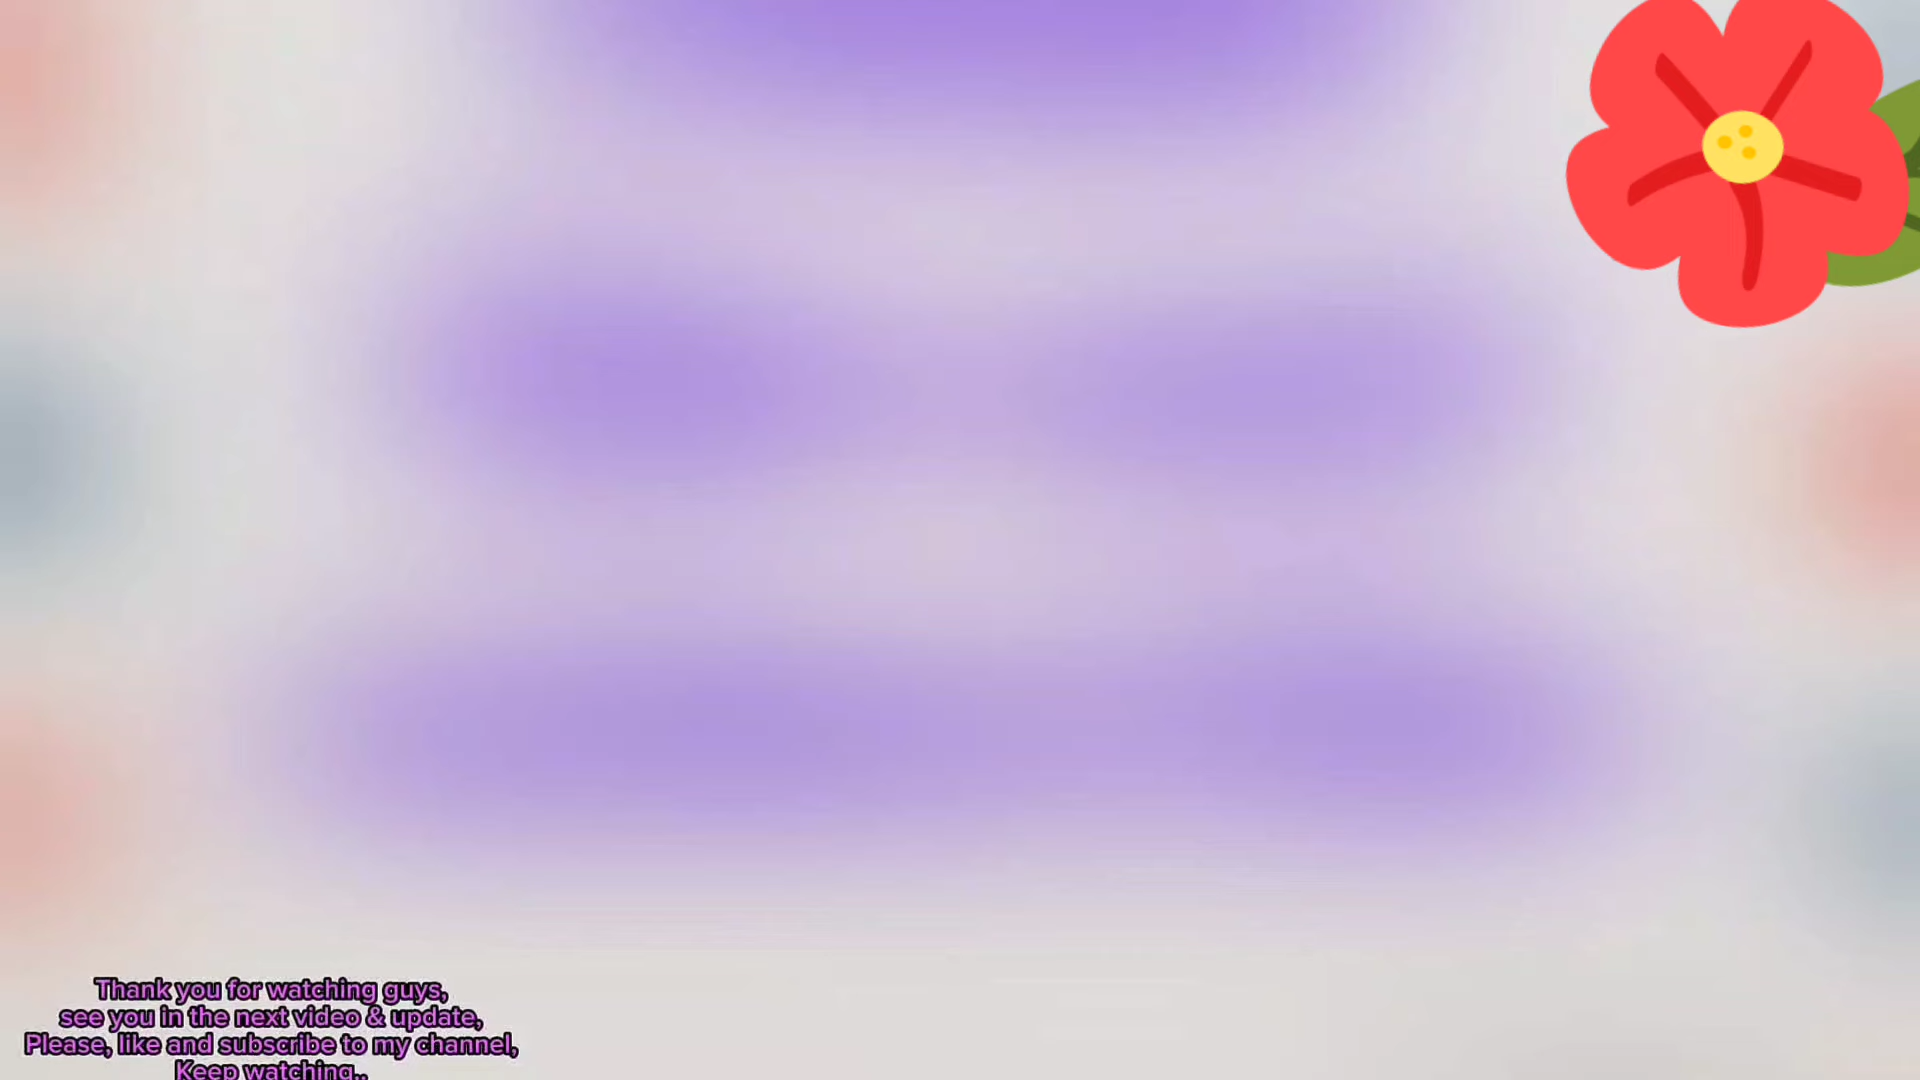 Thank you for watching guys,
see you in the next video & update,
Please, like and subscribe to my channel,
Keep watching..